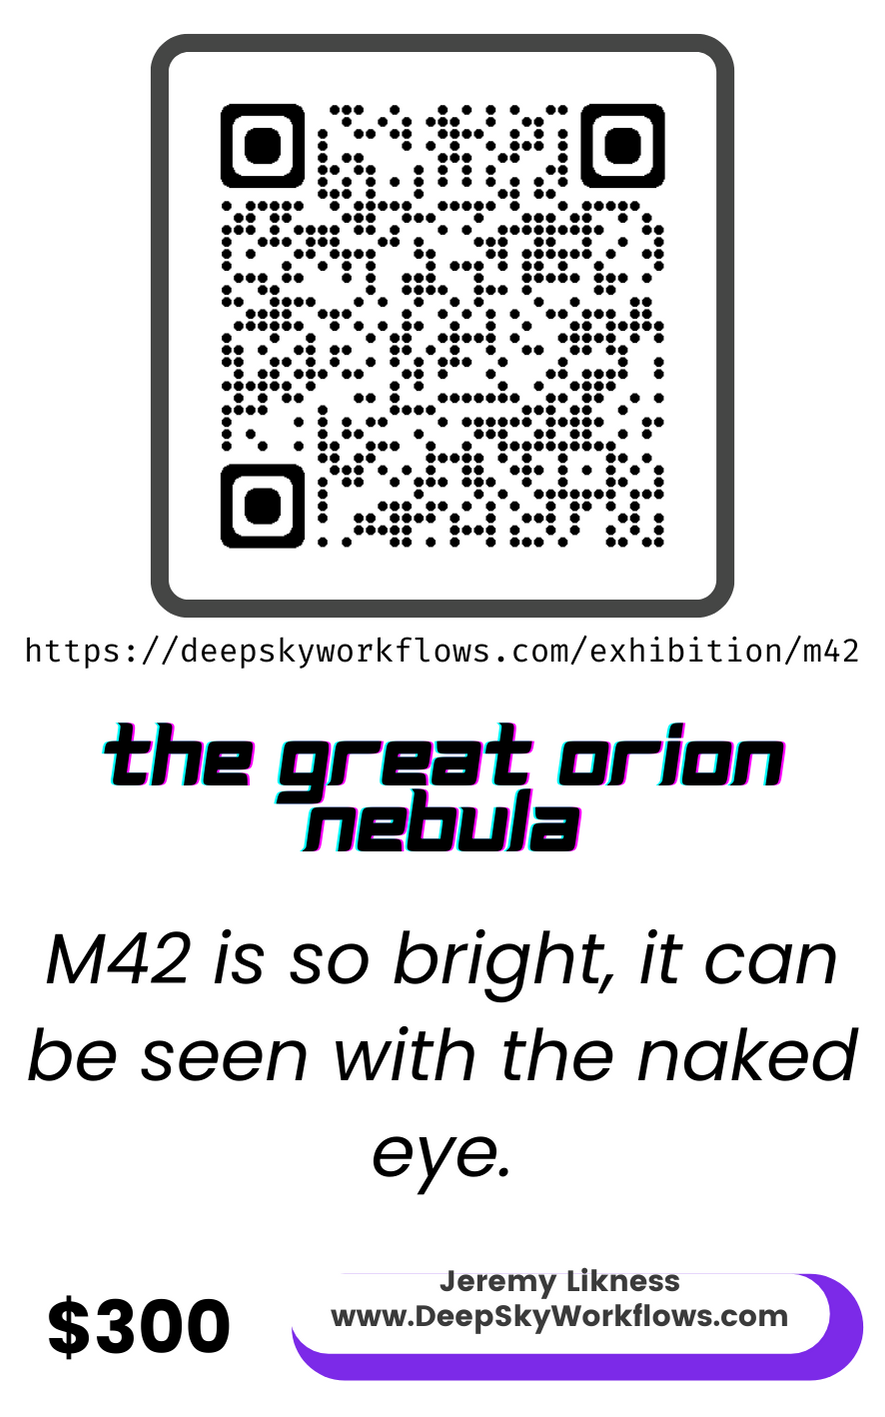 https://deepskyworkflows.com/exhibition/m42
the great orion
nebula
M42 is so bright, it can
be seen with the naked
eye.
$300
Jeremy Likness
www.DeepSkyWorkflows.com